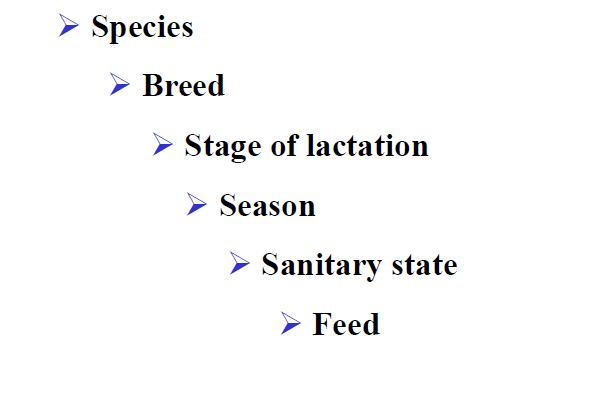 Species
Breed
Stage of lactation
Season
Sanitary state
Feed